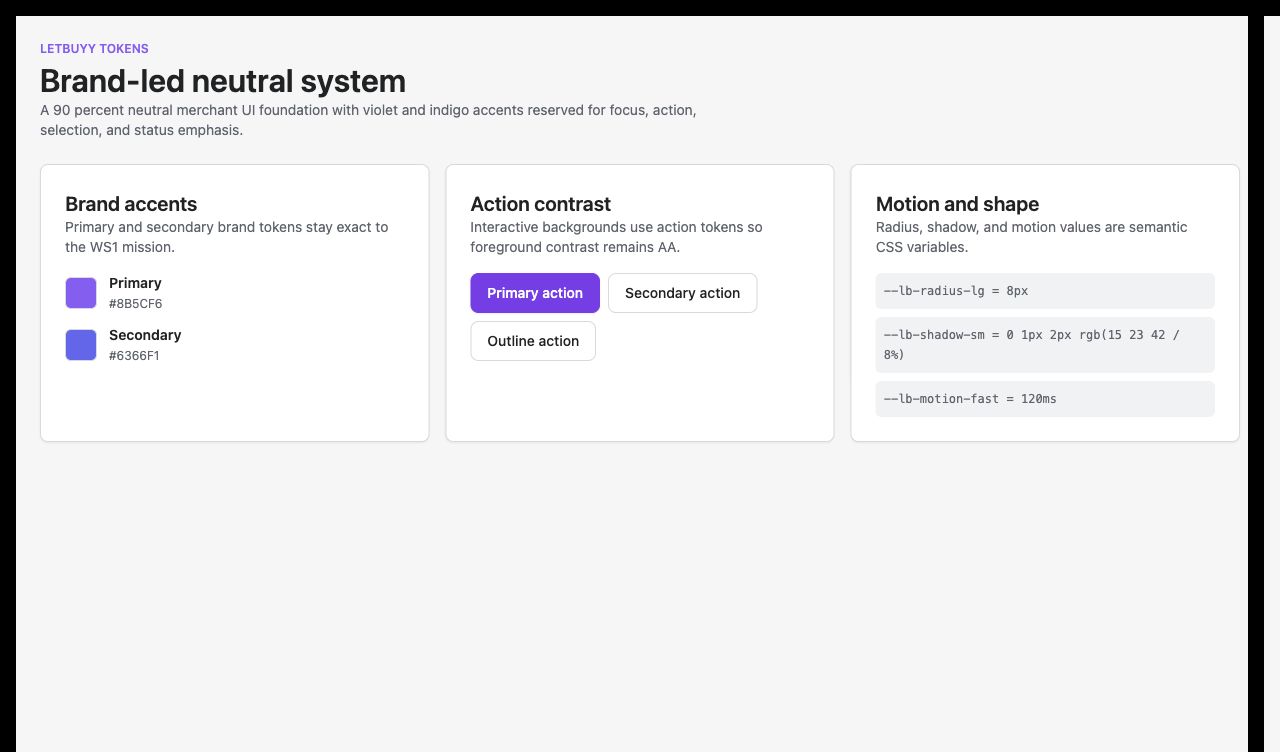 LETBUYY TOKENS
Brand-led neutral system
A 90 percent neutral merchant UI foundation with violet and indigo accents reserved for focus, action,
selection, and status emphasis.
Brand accents
Primary and secondary brand tokens stay exact to
the WS1 mission.
Primary
#8B5CF6
Secondary
#6366F1
Action contrast
Interactive backgrounds use action tokens so
foreground contrast remains AA.
Primary action
Secondary action
Outline action
Motion and shape
Radius, shadow, and motion values are semantic
CSS variables.
--lb-radius-lg = 8px
--lb-shadow-sm = 0 1px 2px rgb(15 23 42 /
8%)
--lb-motion-fast = 120ms